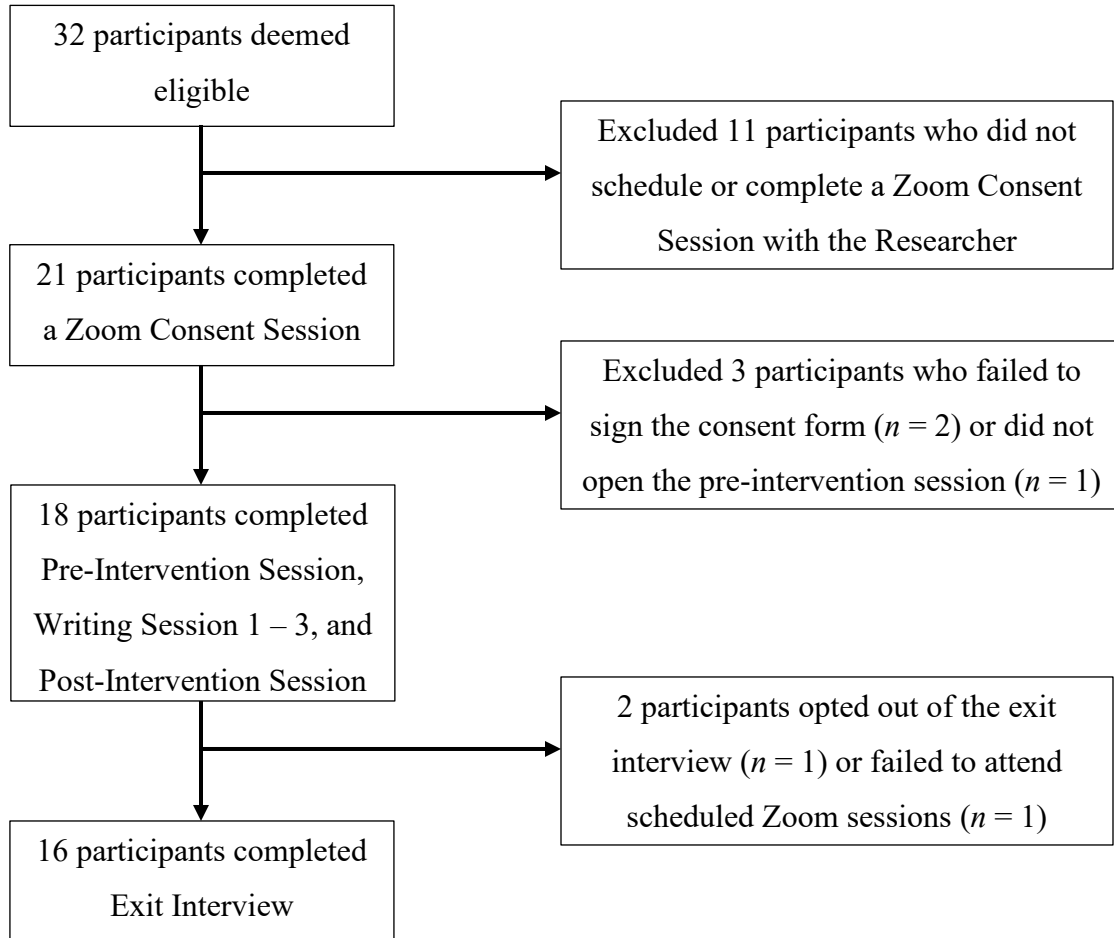 32 participants deemed
eligible
Excluded 11 participants who did not
schedule or complete a Zoom Consent
Session with the Researcher
21 participants completed
a Zoom Consent Session
Excluded 3 participants who failed to
sign the consent form (n = 2) or did not
open the pre-intervention session (n = 1)
18 participants completed
Pre-Intervention Session,
Writing Session 1 – 3, and
Post-Intervention Session
2 participants opted out of the exit
interview (n = 1) or failed to attend
scheduled Zoom sessions (n = 1)
16 participants completed
Exit Interview